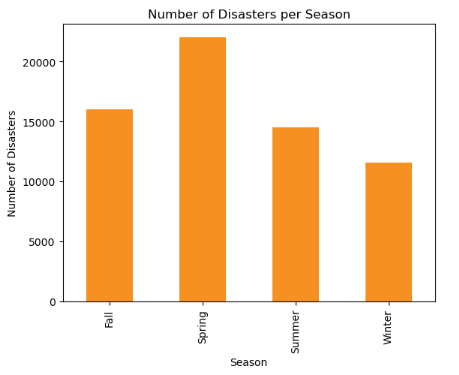 Number of Disasters per Season
Number of Disasters
20000
15000
10000
5000
0
Fall
Spring
Summer
Winter
Season